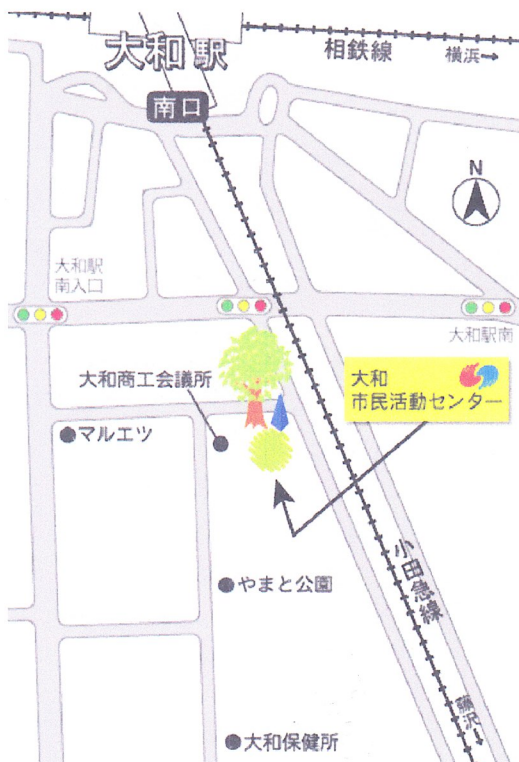 大和駅
相鉄線
横浜→
南口
N
大和駅
南入口
大和駅南
大和商工会議所
大和
市民活動センター
マルエツ
小田急線
やまと公園
藤沢→
大和保健所